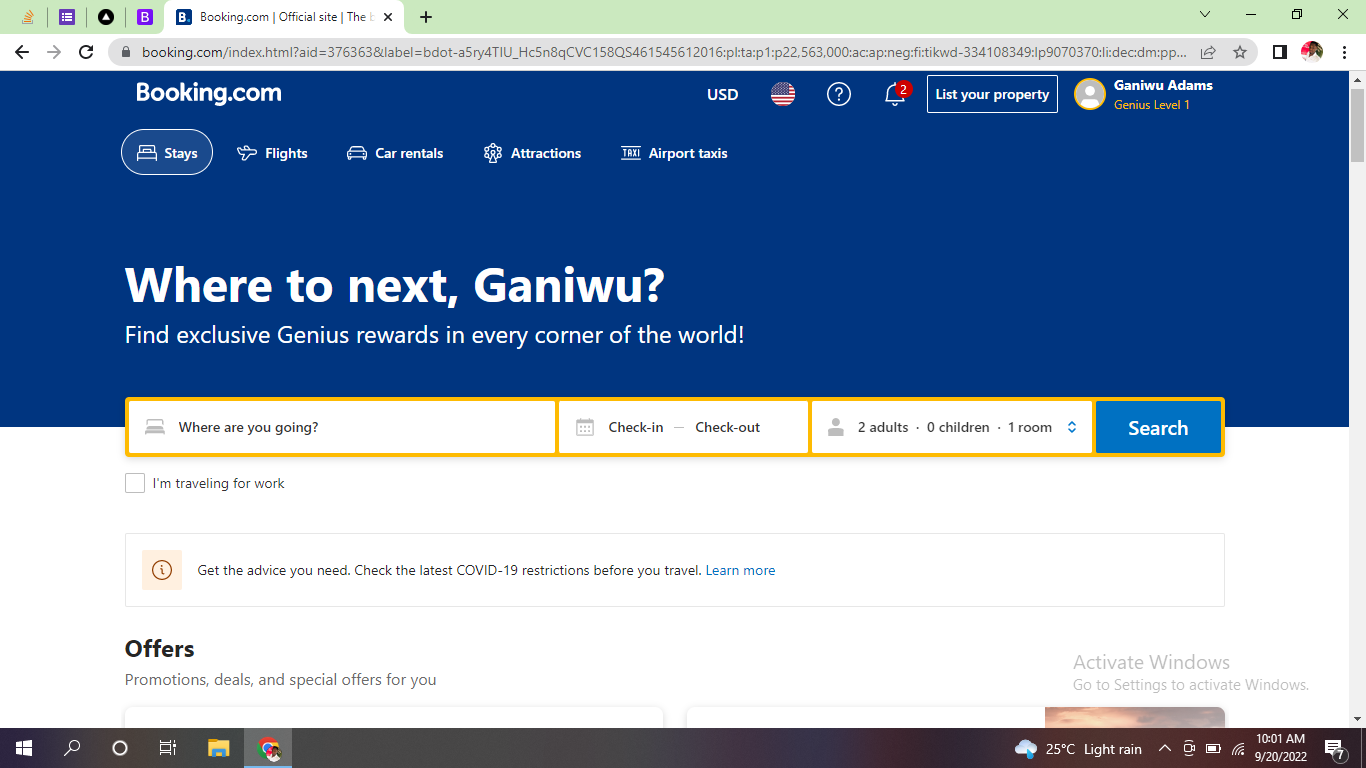 Booking.com | Official site | The b
booking.com/index.html?aid=376363&label=bdot-a5ry4TIU_Hc5n8qCVC158QS461545612016:pl:ta:p1:p22,563,000:ac:ap:neg:fi:tikwd-334108349:lp9070370:li:dec:dm:pp...
Booking.com
USD
2
List your property
Ganiwu Adams
Genius Level 1
Stays
Flights
Car rentals
Attractions
TAXI
Airport taxis
Where to next, Ganiwu?
Find exclusive Genius rewards in every corner of the world!
Where are you going?
Check-in — Check-out
2 adults · 0 children · 1 room
Search
I'm traveling for work
Get the advice you need. Check the latest COVID-19 restrictions before you travel. Learn more
Offers
Promotions, deals, and special offers for you
Activate Windows
Go to Settings to activate Windows.
25°C Light rain
10:01 AM
9/20/2022
7